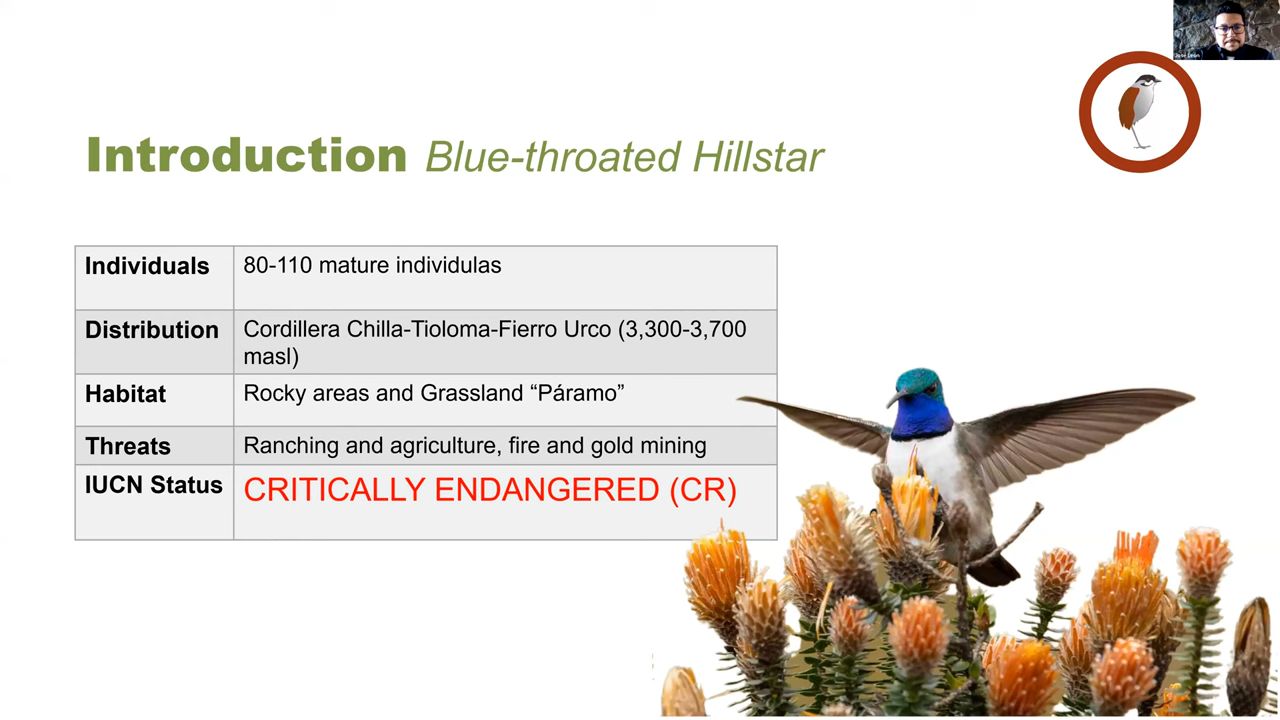 Jose León
Introduction Blue-throated Hillstar
Individuals 80-110 mature individulas
Distribution Cordillera Chilla-Tioloma-Fierro Urco (3,300-3,700
masl)
Habitat Rocky areas and Grassland “Páramo”
Threats Ranching and agriculture, fire and gold mining
IUCN Status CRITICALLY ENDANGERED (CR)